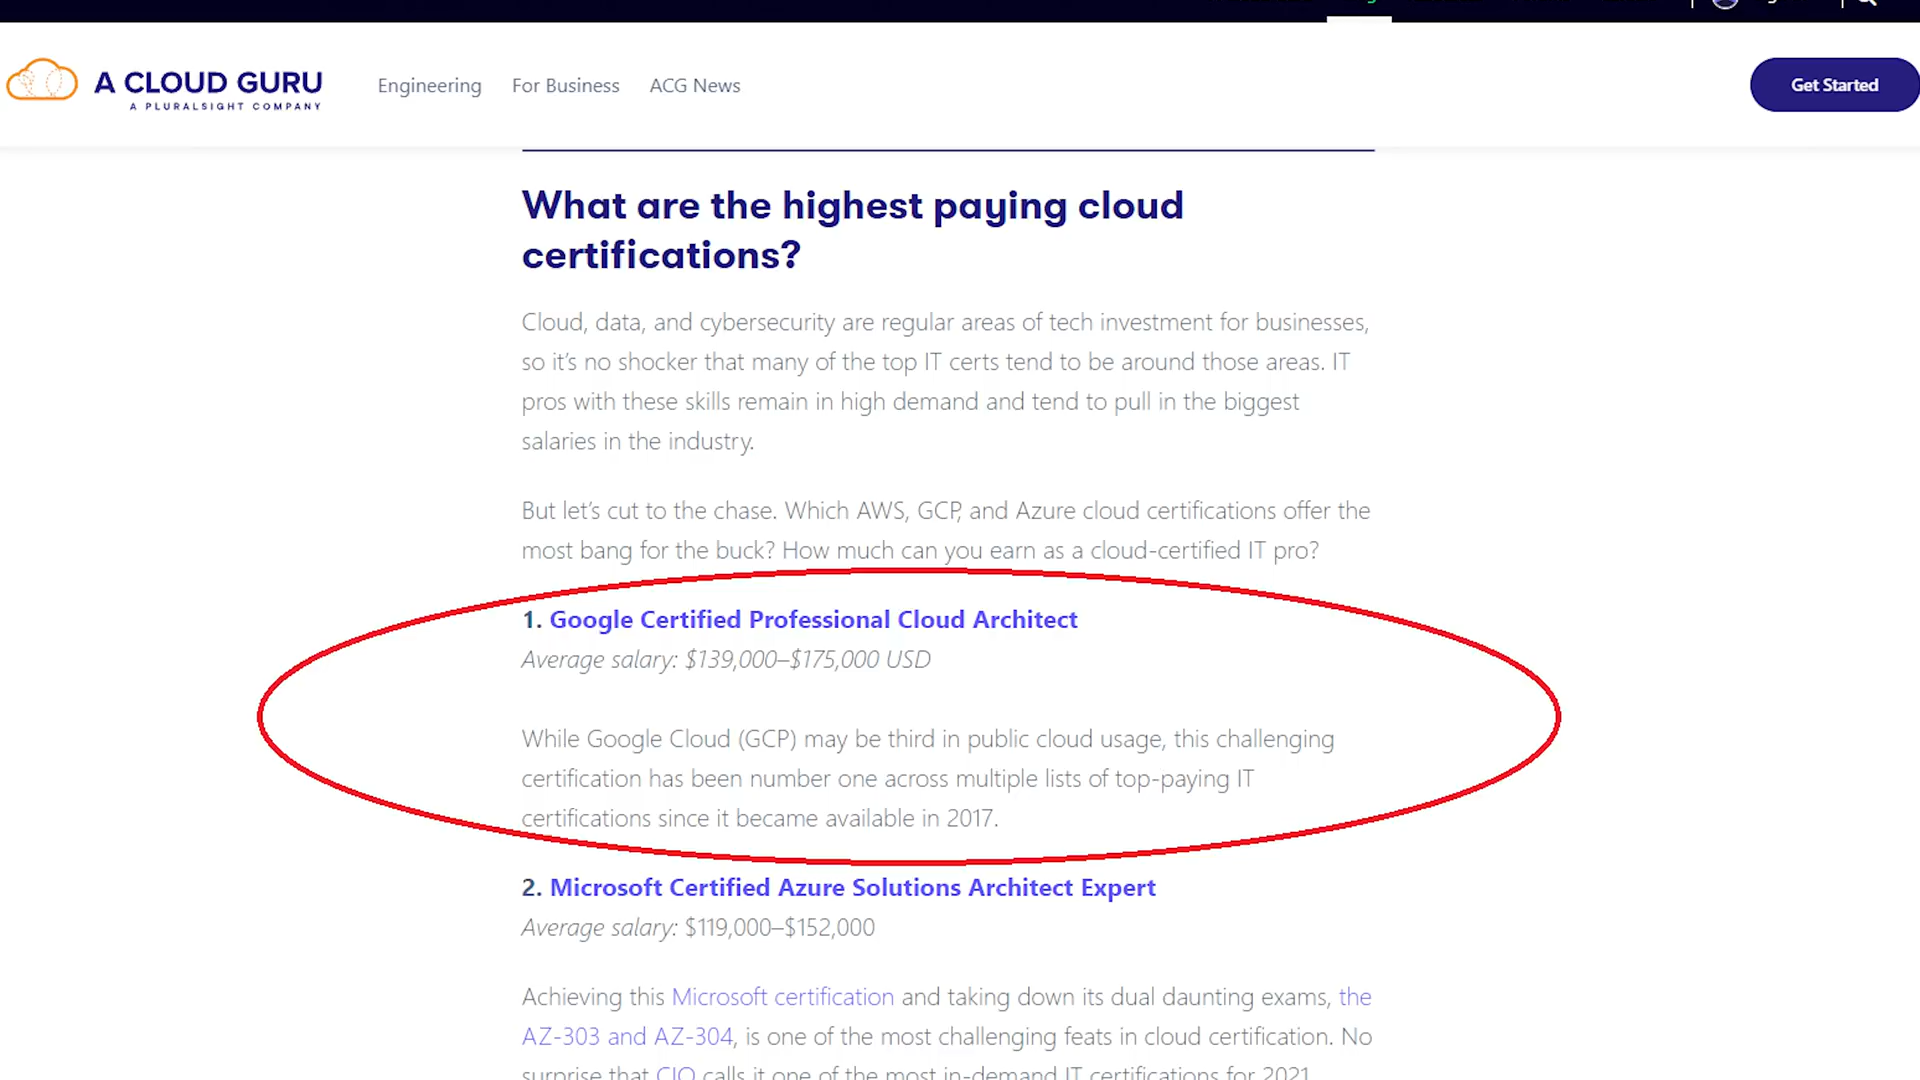 A CLOUD GURU
A PLURALSIGHT COMPANY
Engineering For Business ACG News
Get Started
What are the highest paying cloud
certifications?
Cloud, data, and cybersecurity are regular areas of tech investment for businesses,
so it's no shocker that many of the top IT certs tend to be around those areas. IT
pros with these skills remain in high demand and tend to pull in the biggest
salaries in the industry.
But let's cut to the chase. Which AWS, GCP, and Azure cloud certifications offer the
most bang for the buck? How much can you earn as a cloud-certified IT pro?
1. Google Certified Professional Cloud Architect
Average salary: $139,000–$175,000 USD
While Google Cloud (GCP) may be third in public cloud usage, this challenging
certification has been number one across multiple lists of top-paying IT
certifications since it became available in 2017.
2. Microsoft Certified Azure Solutions Architect Expert
Average salary: $119,000–$152,000
Achieving this Microsoft certification and taking down its dual daunting exams, the
AZ-303 and AZ-304, is one of the most challenging feats in cloud certification. No
surprise that CIO calls it one of the most in-demand IT certifications for 2021.